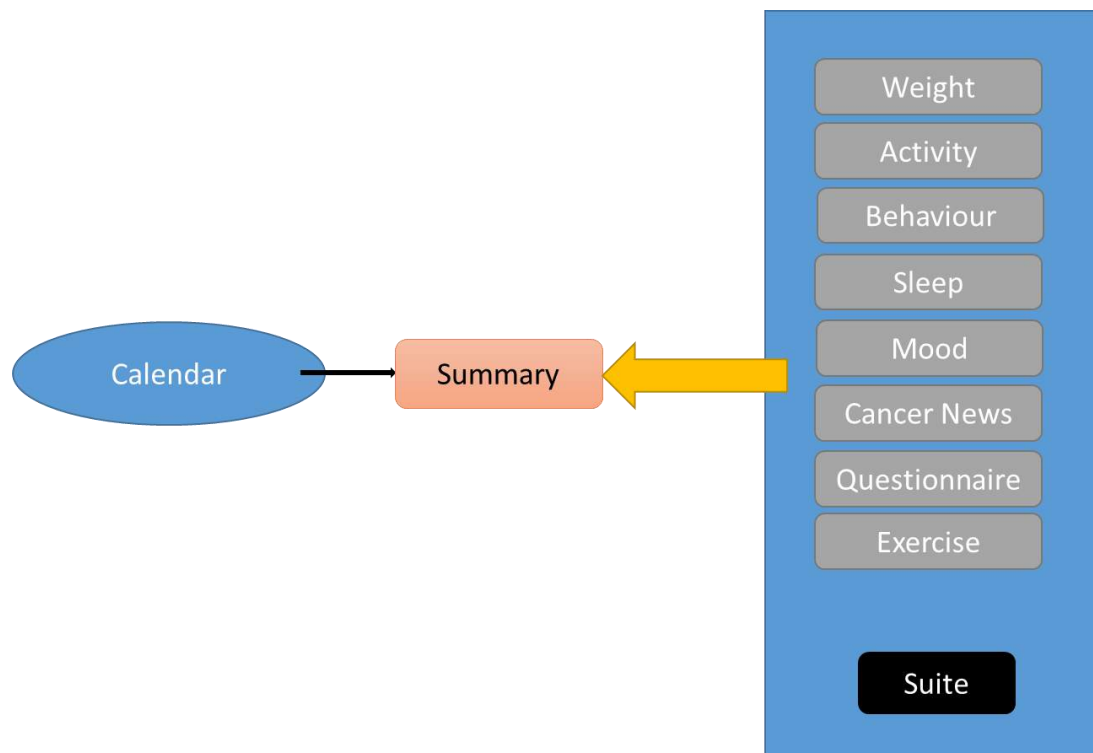 Weight
Activity
Behaviour
Sleep
Mood
Calendar
Summary
Cancer News
Questionnaire
Exercise
Suite